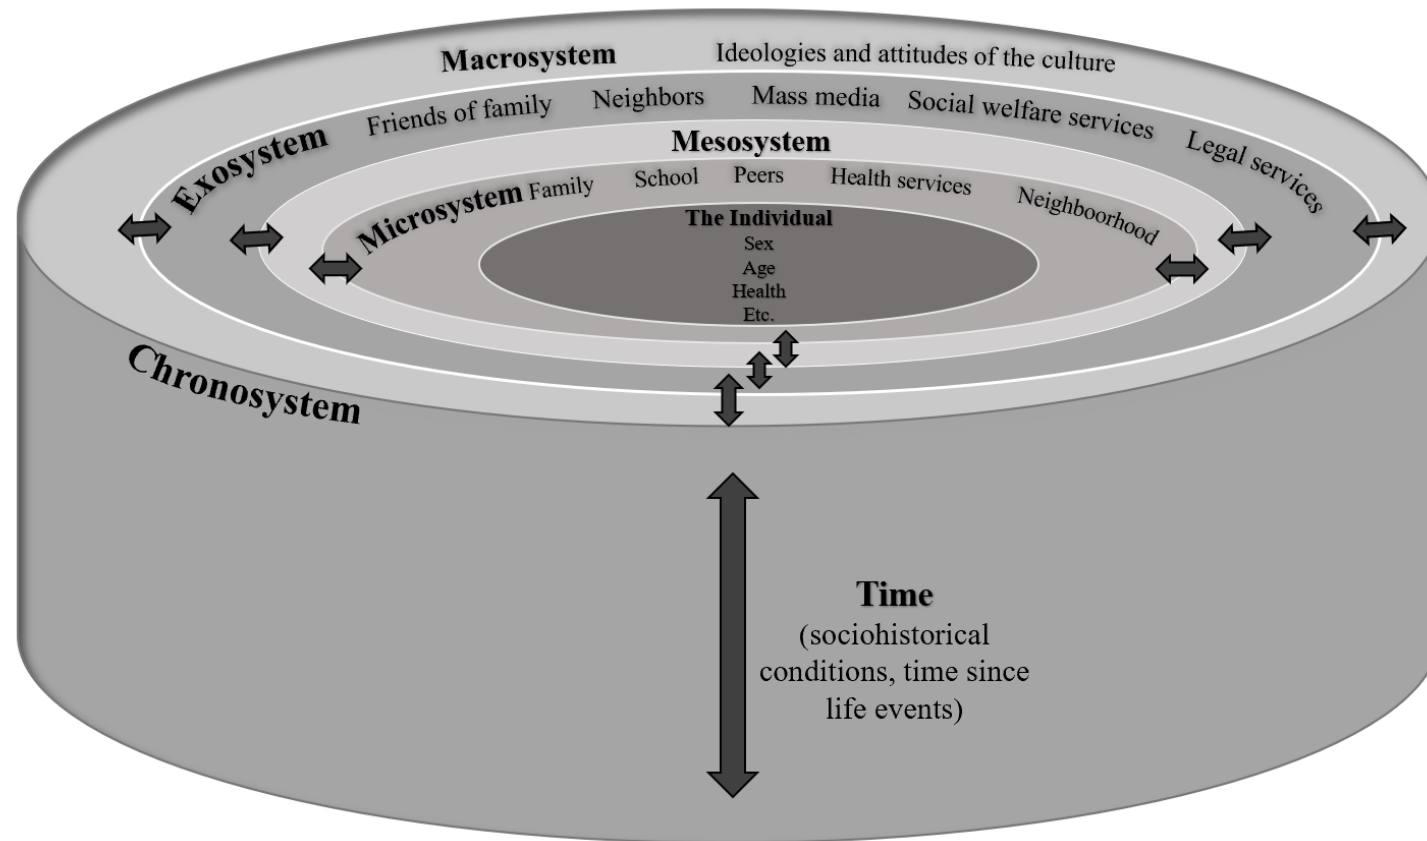 Macrosystem Ideologies and attitudes of the culture
Exosystem Friends of family Neighbors Mass media Social welfare services Legal services
Mesosystem
Microsystem Family School Peers Health services Neighboorhood
The Individual
Sex
Age
Health
Etc.
Chronosystem
Time
(sociohistorical
conditions, time since
life events)